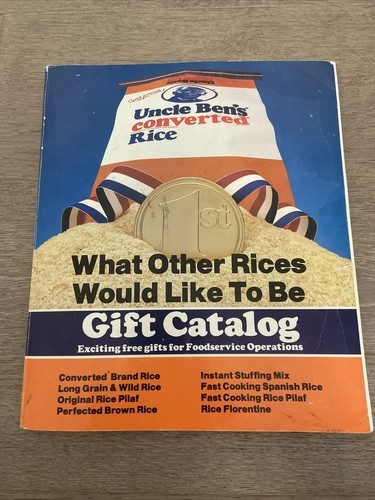 Uncle Ben's
converted
Rice
1st
What Other Rices
Would Like To Be
Gift Catalog
Exciting free gifts for Foodservice Operations
Converted® Brand Rice
Long Grain & Wild Rice
Original Rice Pilaf
Perfected Brown Rice
Instant Stuffing Mix
Fast Cooking Spanish Rice
Fast Cooking Rice Pilaf
Rice Florentine